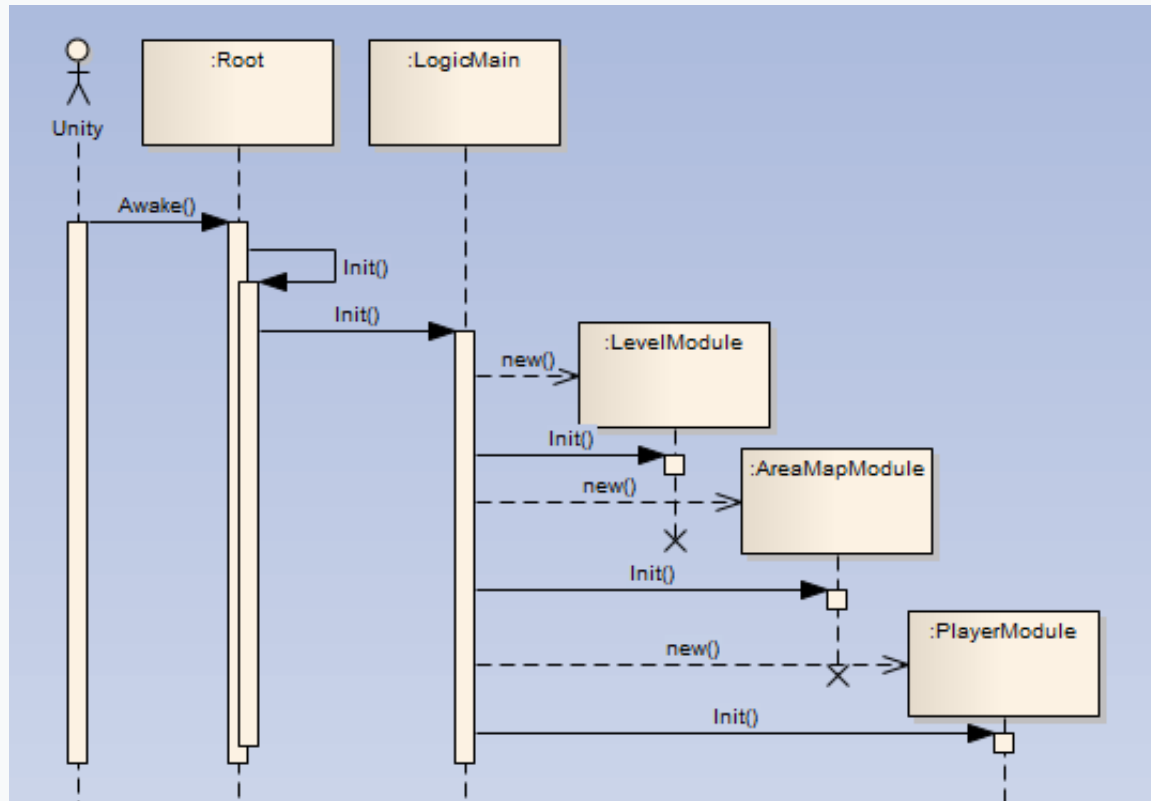 :Root
:LogicMain
Unity
Awake()
Init()
Init()
:LevelModule
new()
Init()
:AreaMapModule
new()
Init()
:PlayerModule
new()
Init()